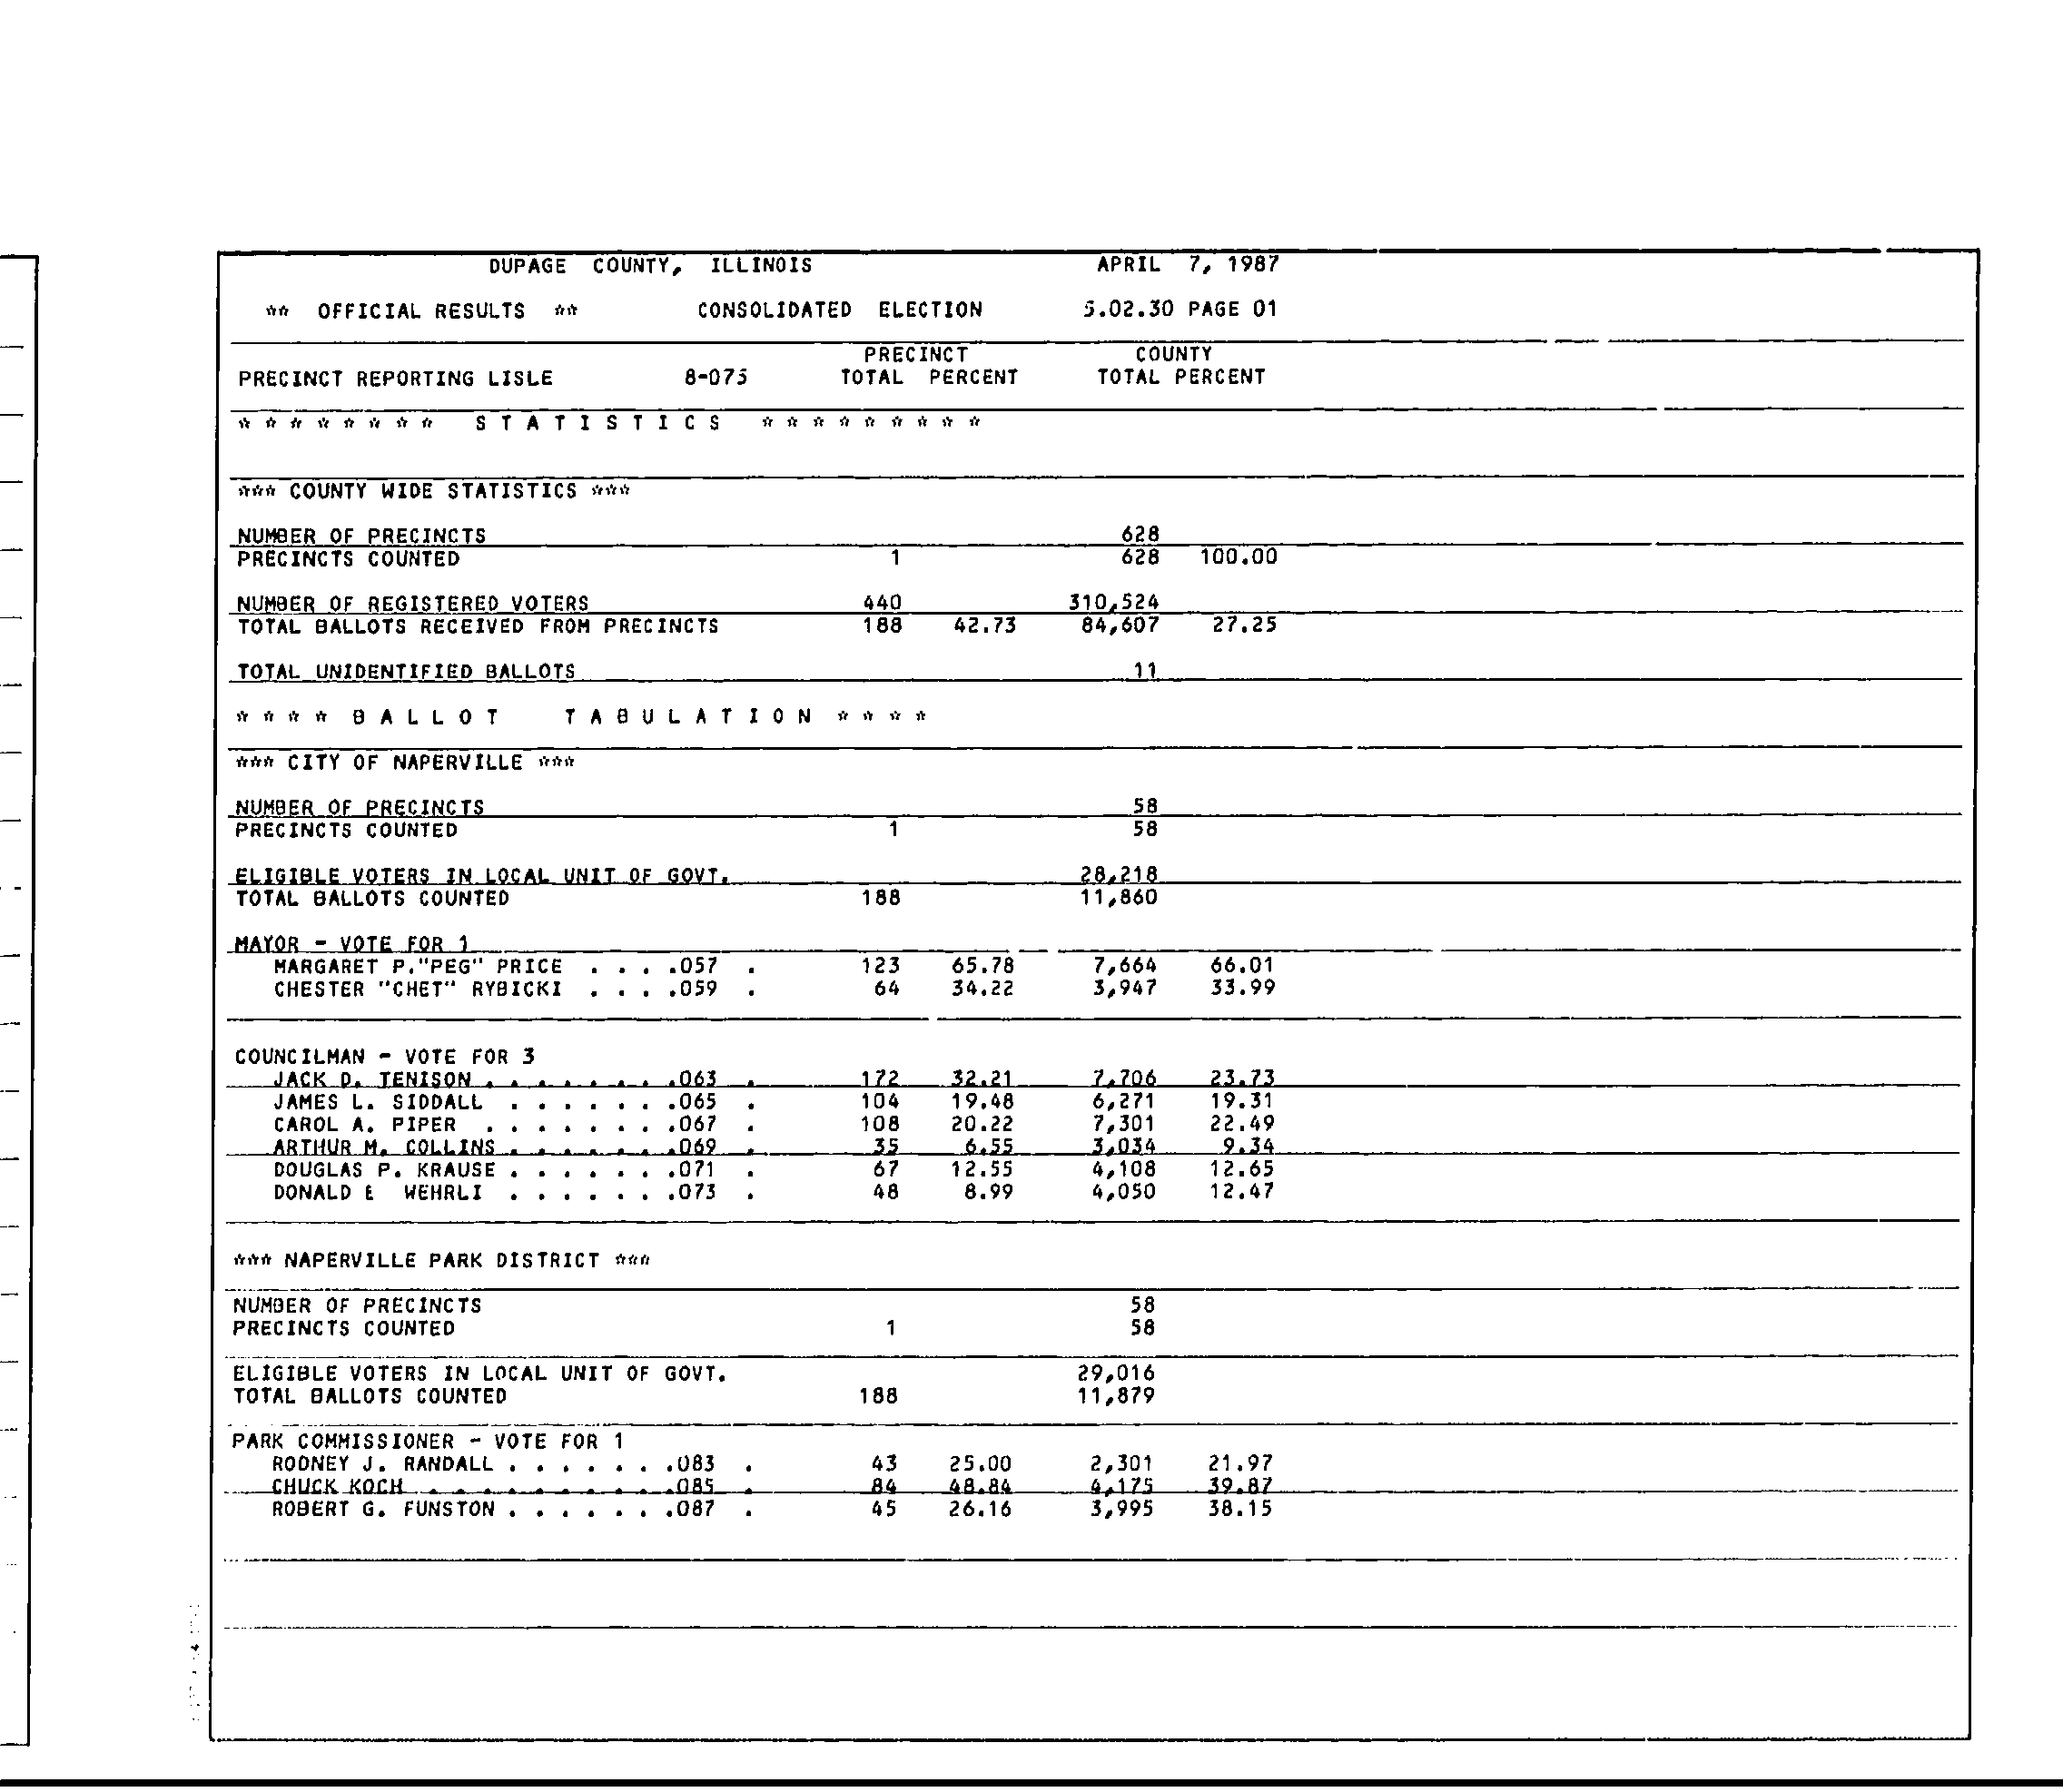 DUPAGE COUNTY, ILLINOIS APRIL 7, 1987
** OFFICIAL RESULTS ** CONSOLIDATED ELECTION 5.02.30 PAGE 01
PRECINCT COUNTY
PRECINCT REPORTING LISLE 8-075 TOTAL PERCENT TOTAL PERCENT
* * * * * * * * S T A T I S T I C S * * * * * * * * *
*** COUNTY WIDE STATISTICS ***
NUMBER OF PRECINCTS 628
PRECINCTS COUNTED 1 628 100.00
NUMBER OF REGISTERED VOTERS 440 310,524
TOTAL BALLOTS RECEIVED FROM PRECINCTS 188 42.73 84,607 27.25
TOTAL UNIDENTIFIED BALLOTS 11
* * * * B A L L O T T A B U L A T I O N * * * *
*** CITY OF NAPERVILLE ***
NUMBER OF PRECINCTS 58
PRECINCTS COUNTED 1 58
ELIGIBLE VOTERS IN LOCAL UNIT OF GOVT. 28,218
TOTAL BALLOTS COUNTED 188 11,860
MAYOR - VOTE FOR 1
MARGARET P."PEG" PRICE . . . .057 . 123 65.78 7,664 66.01
CHESTER "CHET" RYBICKI . . . .059 . 64 34.22 3,947 33.99
COUNCILMAN - VOTE FOR 3
JACK D. TENISON . . . . . . . .063 . 172 32.21 7,706 23.73
JAMES L. SIDDALL . . . . . . .065 . 104 19.48 6,271 19.31
CAROL A. PIPER . . . . . . . .067 . 108 20.22 7,301 22.49
ARTHUR M. COLLINS . . . . . . .069 . 35 6.55 3,034 9.34
DOUGLAS P. KRAUSE . . . . . . .071 . 67 12.55 4,108 12.65
DONALD E WEHRLI . . . . . . .073 . 48 8.99 4,050 12.47
*** NAPERVILLE PARK DISTRICT ***
NUMBER OF PRECINCTS 58
PRECINCTS COUNTED 1 58
ELIGIBLE VOTERS IN LOCAL UNIT OF GOVT. 29,016
TOTAL BALLOTS COUNTED 188 11,879
PARK COMMISSIONER - VOTE FOR 1
RODNEY J. RANDALL . . . . . . .083 . 43 25.00 2,301 21.97
CHUCK KOCH . . . . . . . . . .085 . 84 48.84 4,175 39.87
ROBERT G. FUNSTON . . . . . . .087 . 45 26.16 3,995 38.15